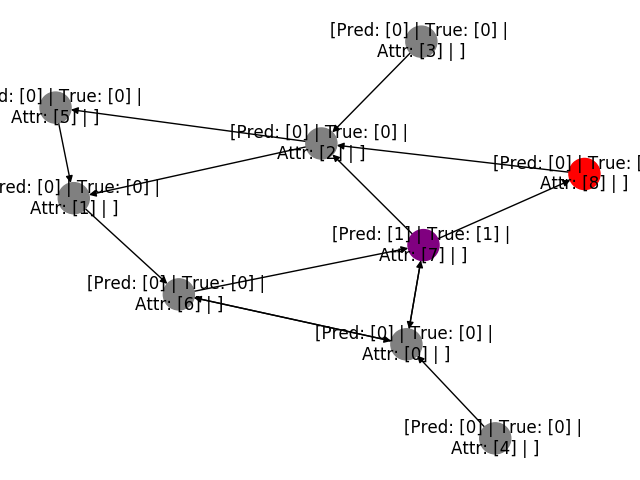 [Pred: [0] | True: [0] |
Attr: [3] | ]
d: [0] | True: [0] |
Attr: [5] | ]
[Pred: [0] | True: [0] |
Attr: [2] | ]
[Pred: [0] | True: [
Attr: [8] | ]
red: [0] | True: [0] |
Attr: [1] | ]
[Pred: [1] | True: [1] |
Attr: [7] | ]
[Pred: [0] | True: [0] |
Attr: [6] | ]
[Pred: [0] | True: [0] |
Attr: [0] | ]
[Pred: [0] | True: [0] |
Attr: [4] | ]